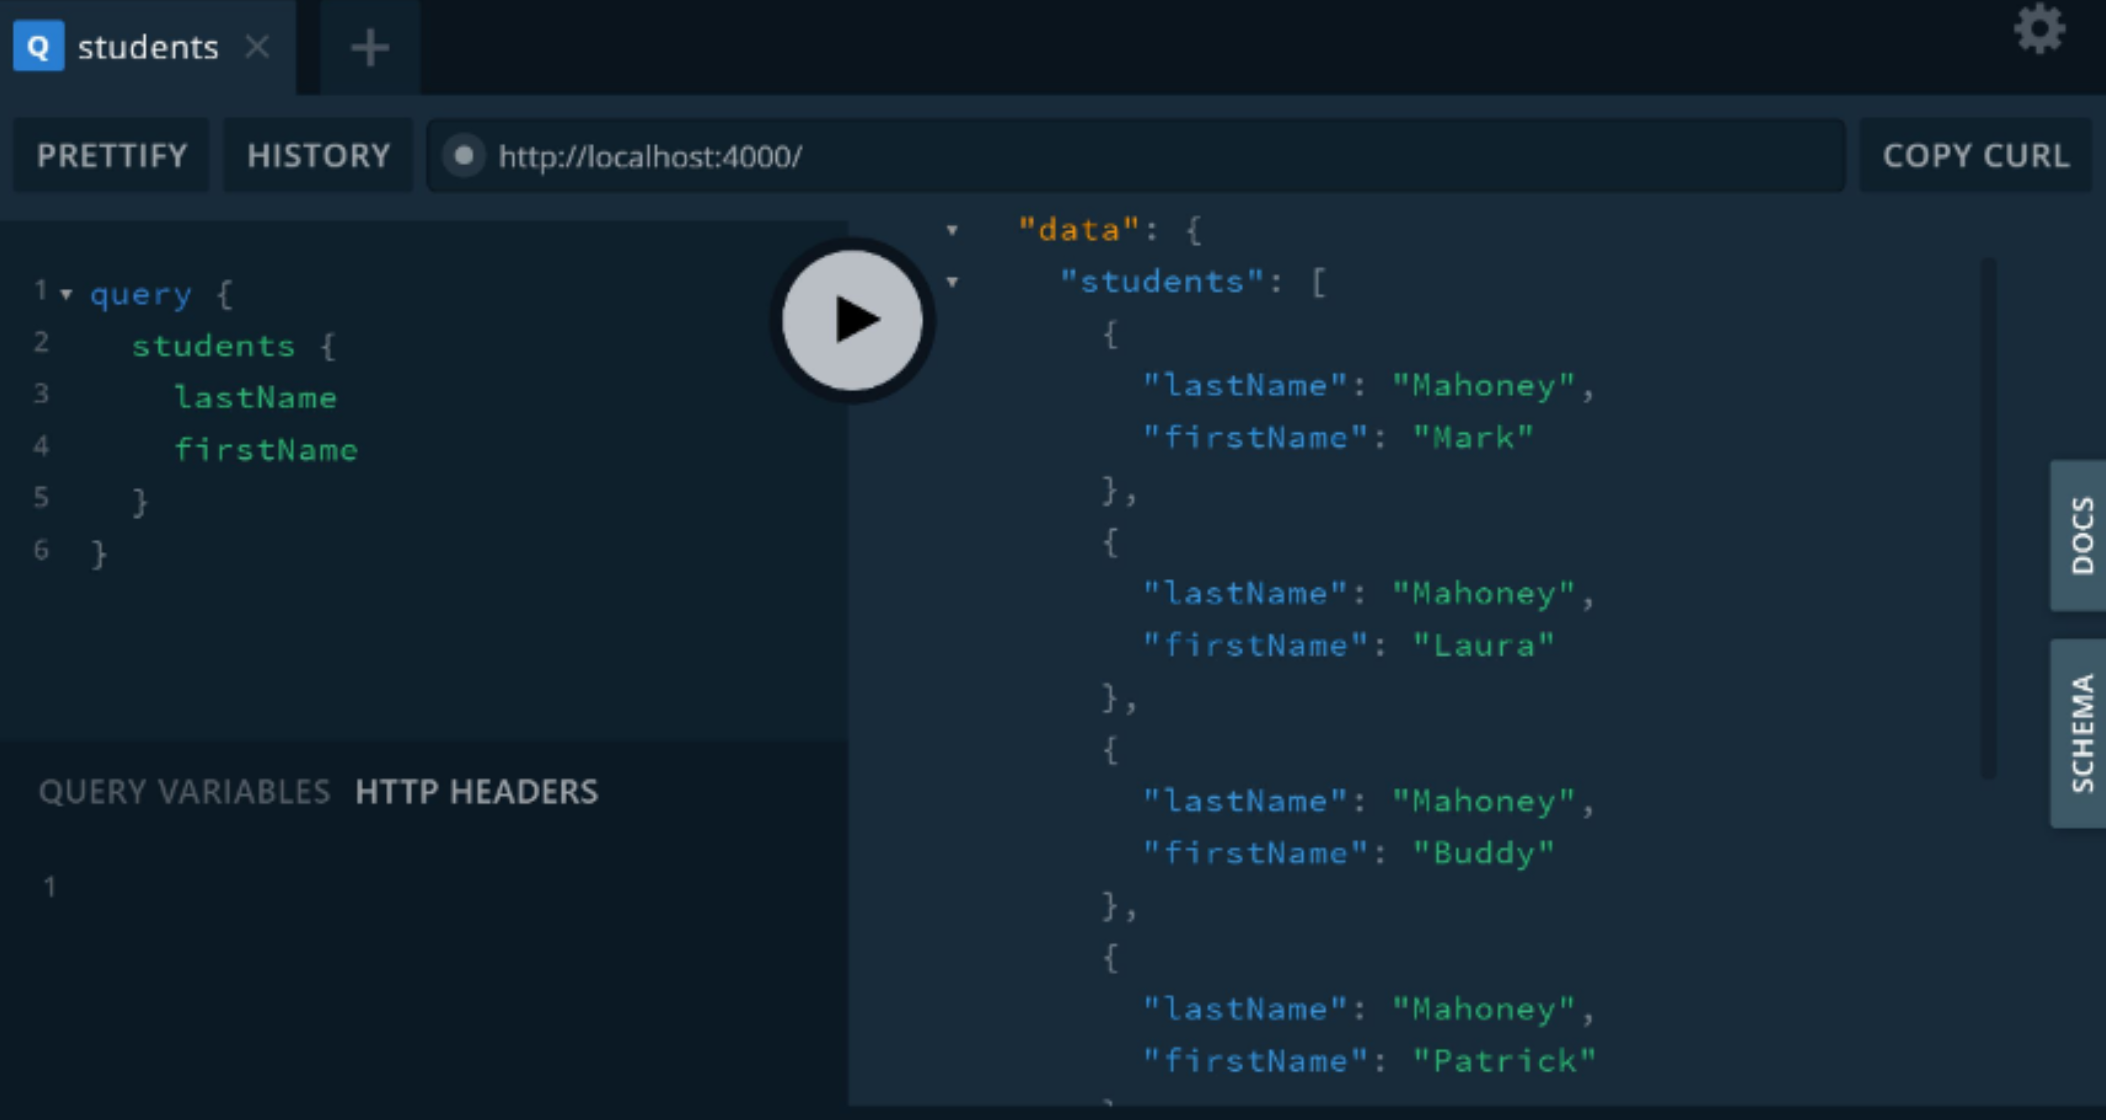 Q students × +
PRETTIFY HISTORY http://localhost:4000/ COPY CURL
1 query {
2 students {
3 lastName
4 firstName
5 }
6 }
QUERY VARIABLES HTTP HEADERS
1
"data": {
"students": [
{
"lastName": "Mahoney",
"firstName": "Mark"
},
{
"lastName": "Mahoney",
"firstName": "Laura"
},
{
"lastName": "Mahoney",
"firstName": "Buddy"
},
{
"lastName": "Mahoney",
"firstName": "Patrick"
DOCS
SCHEMA